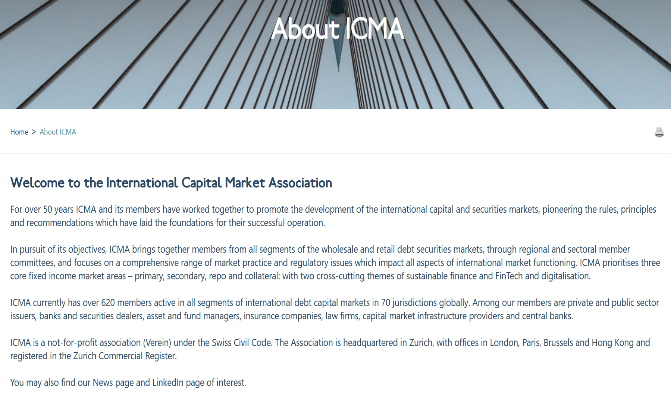 About ICMA
Home > About ICMA
Welcome to the International Capital Market Association
For over 50 years ICMA and its members have worked together to promote the development of the international capital and securities markets, pioneering the rules, principles
and recommendations which have laid the foundations for their successful operation.
In pursuit of its objectives, ICMA brings together members from all segments of the wholesale and retail debt securities markets, through regional and sectoral member
committees, and focuses on a comprehensive range of market practice and regulatory issues which impact all aspects of international market functioning. ICMA prioritises three
core fixed income market areas – primary, secondary, repo and collateral: with two cross-cutting themes of sustainable finance and FinTech and digitalisation.
ICMA currently has over 620 members active in all segments of international debt capital markets in 70 jurisdictions globally. Among our members are private and public sector
issuers, banks and securities dealers, asset and fund managers, insurance companies, law firms, capital market infrastructure providers and central banks.
ICMA is a not-for-profit association (Verein) under the Swiss Civil Code. The Association is headquartered in Zurich, with offices in London, Paris, Brussels and Hong Kong and
registered in the Zurich Commercial Register.
You may also find our News page and LinkedIn page of interest.